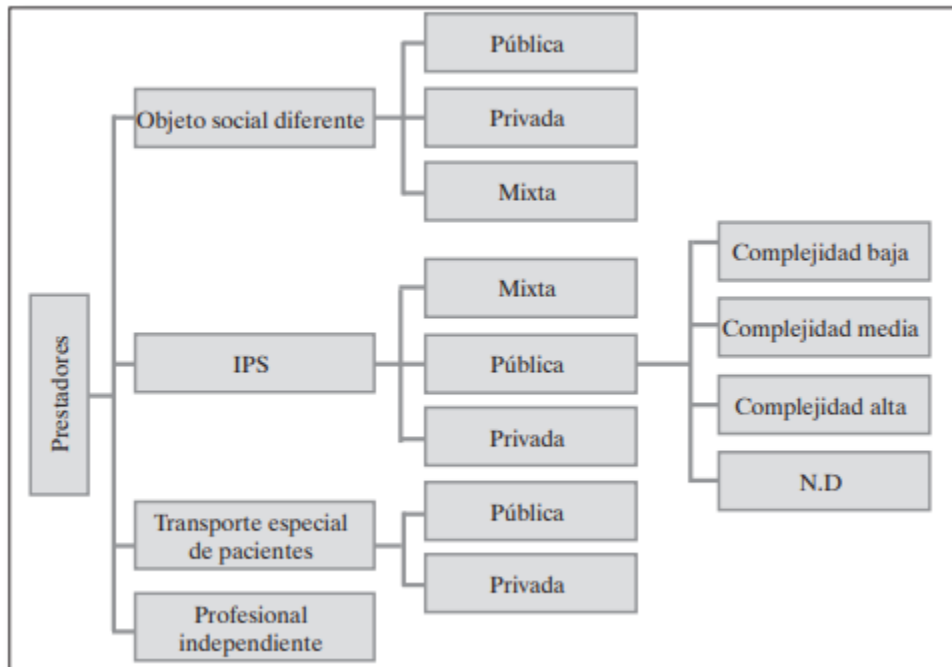 Prestadores
Objeto social diferente
Pública
Privada
Mixta
IPS
Mixta
Pública
Privada
Complejidad baja
Complejidad media
Complejidad alta
N.D
Transporte especial
de pacientes
Pública
Privada
Profesional
independiente